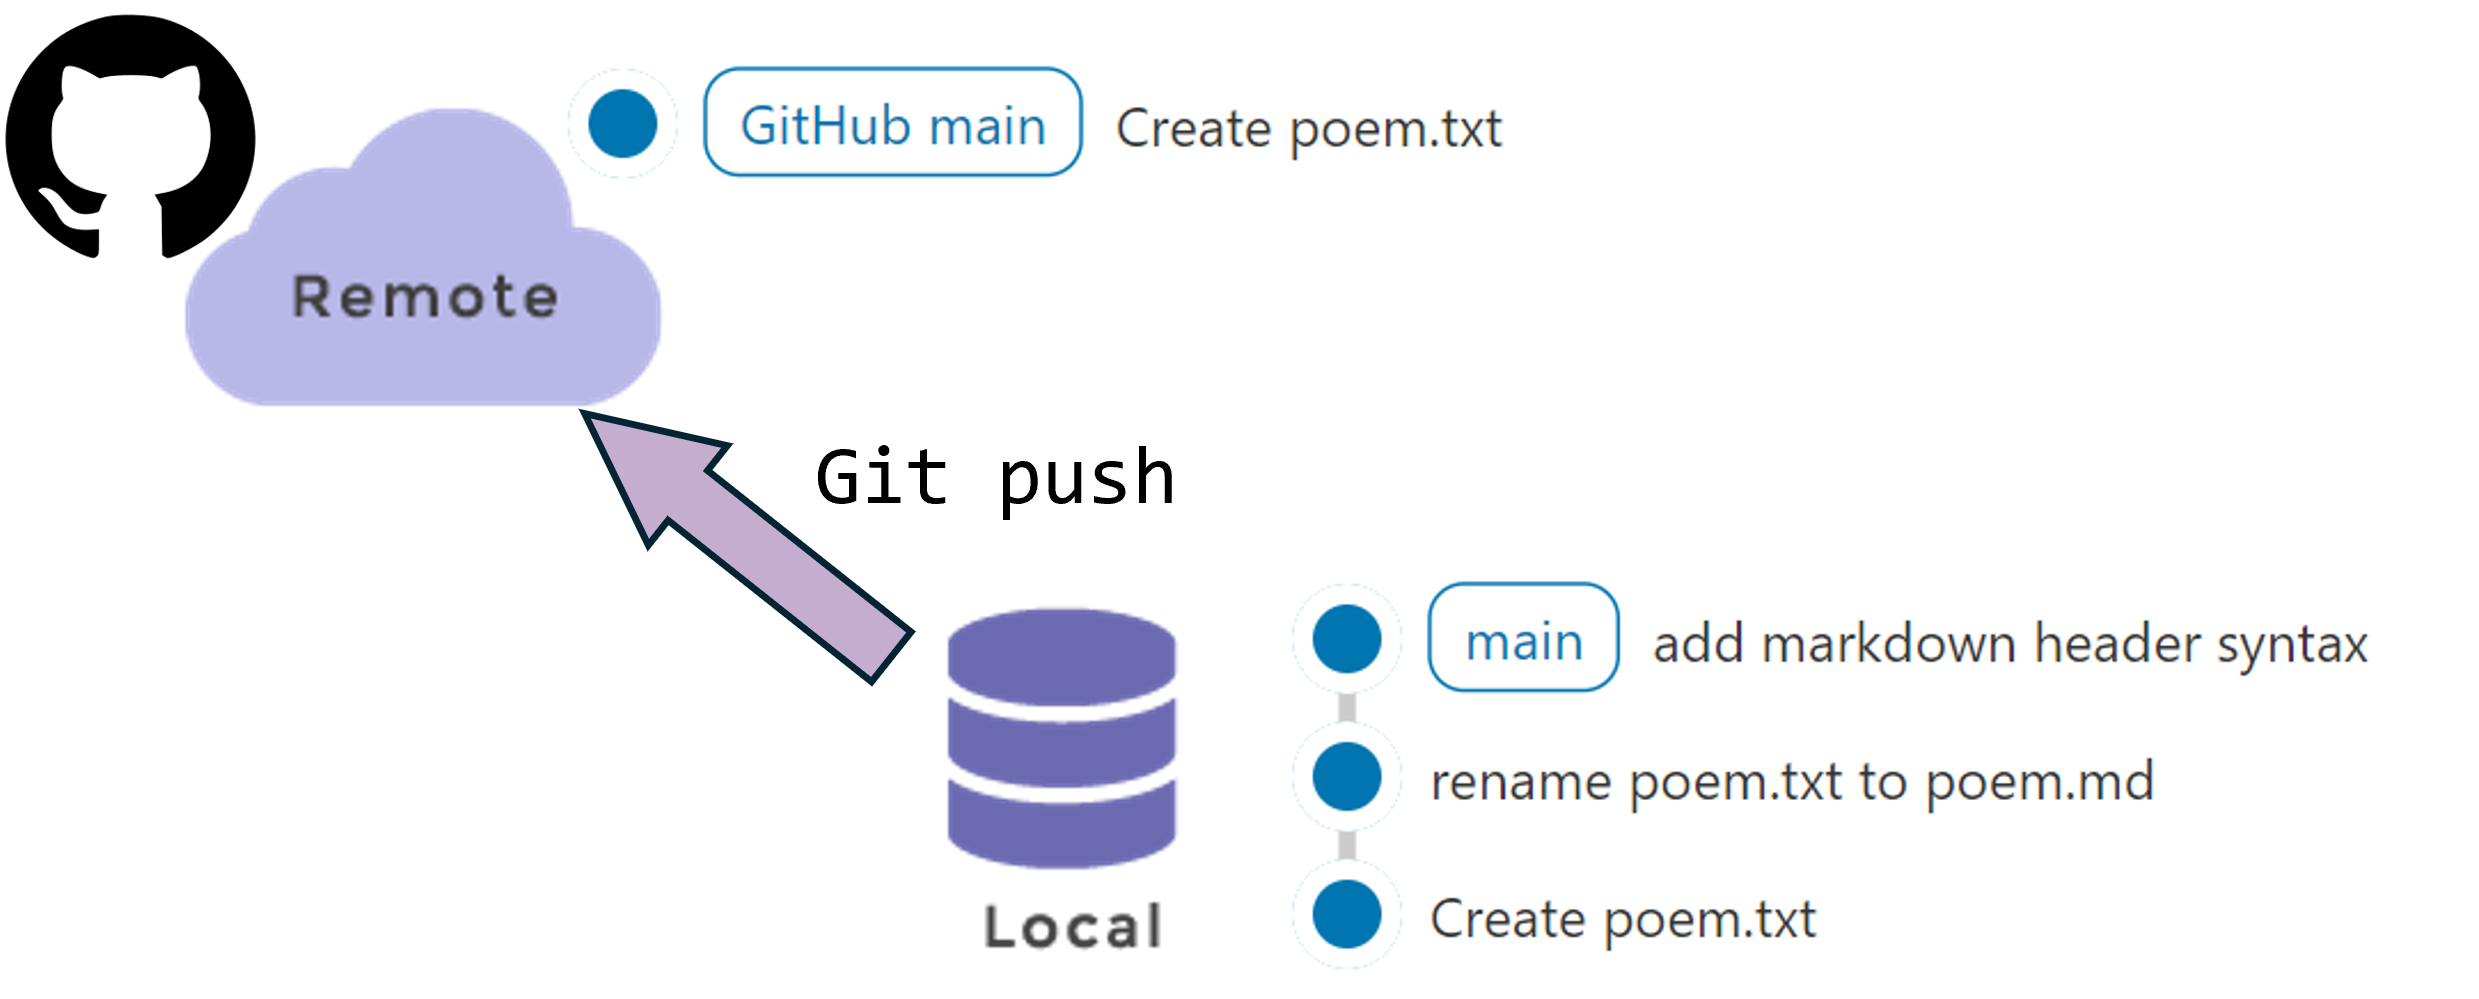 GitHub main Create poem.txt
Remote
Git push
main add markdown header syntax
rename poem.txt to poem.md
Create poem.txt
Local